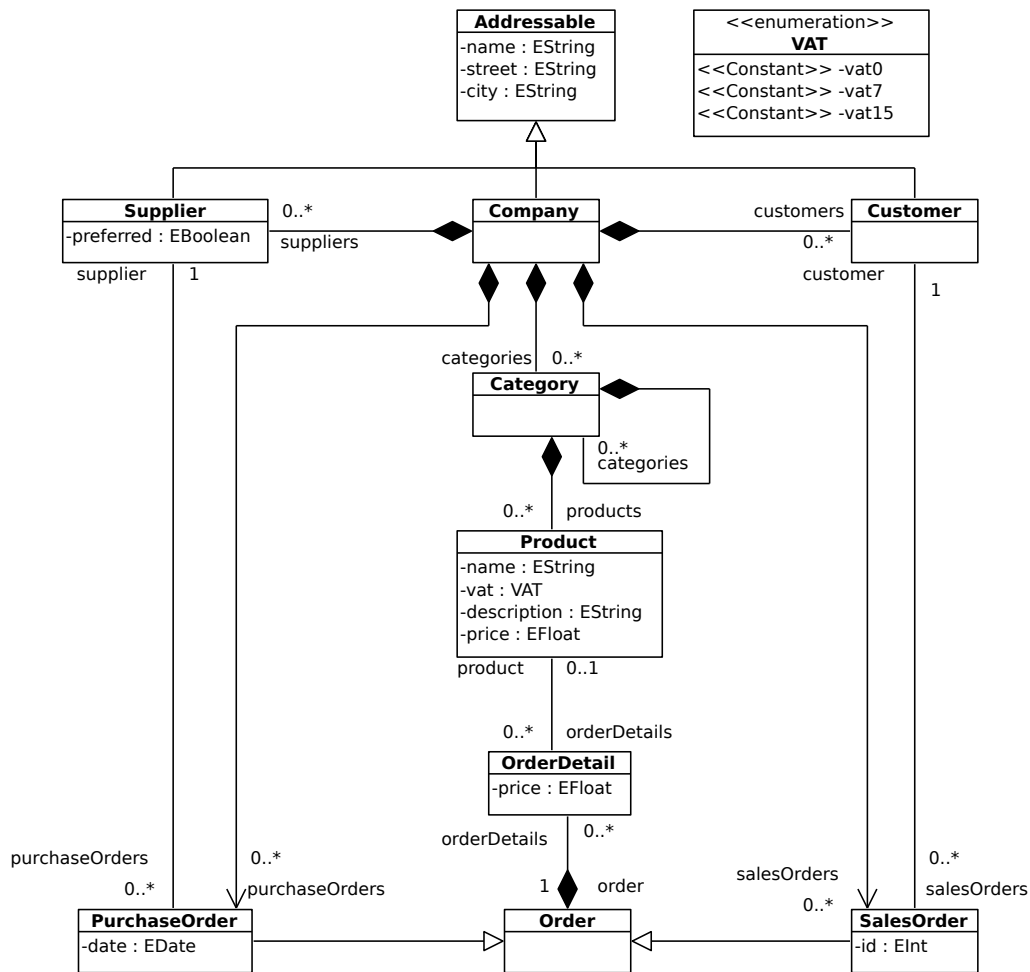 Addressable
-name : EString
-street : EString
-city : EString
<<enumeration>>
VAT
<<Constant>> -vat0
<<Constant>> -vat7
<<Constant>> -vat15
Supplier
-preferred : EBoolean
0..*
suppliers
Company
customers
0..*
Customer
supplier
1
customer
1
categories
0..*
Category
0..*
categories
0..*
products
Product
-name : EString
-vat : VAT
-description : EString
-price : EFloat
product
0..1
0..*
orderDetails
OrderDetail
-price : EFloat
orderDetails
0..*
purchaseOrders
0..*
0..*
purchaseOrders
1
order
salesOrders
0..*
0..*
salesOrders
PurchaseOrder
-date : EDate
Order
SalesOrder
-id : EInt